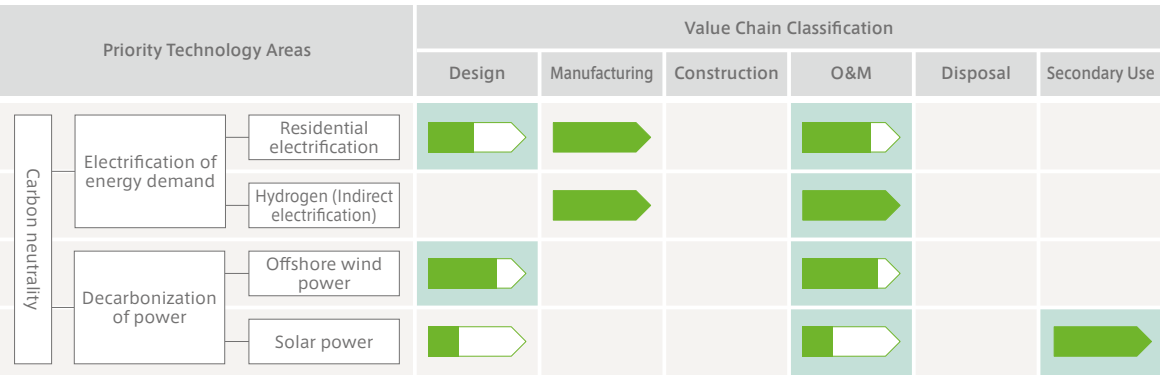 Priority Technology Areas
Value Chain Classification
Design
Manufacturing
Construction
O&M
Disposal
Secondary Use
Carbon neutrality
Electrification of
energy demand
Residential
electrification
Hydrogen (Indirect
electrification)
Decarbonization
of power
Offshore wind
power
Solar power